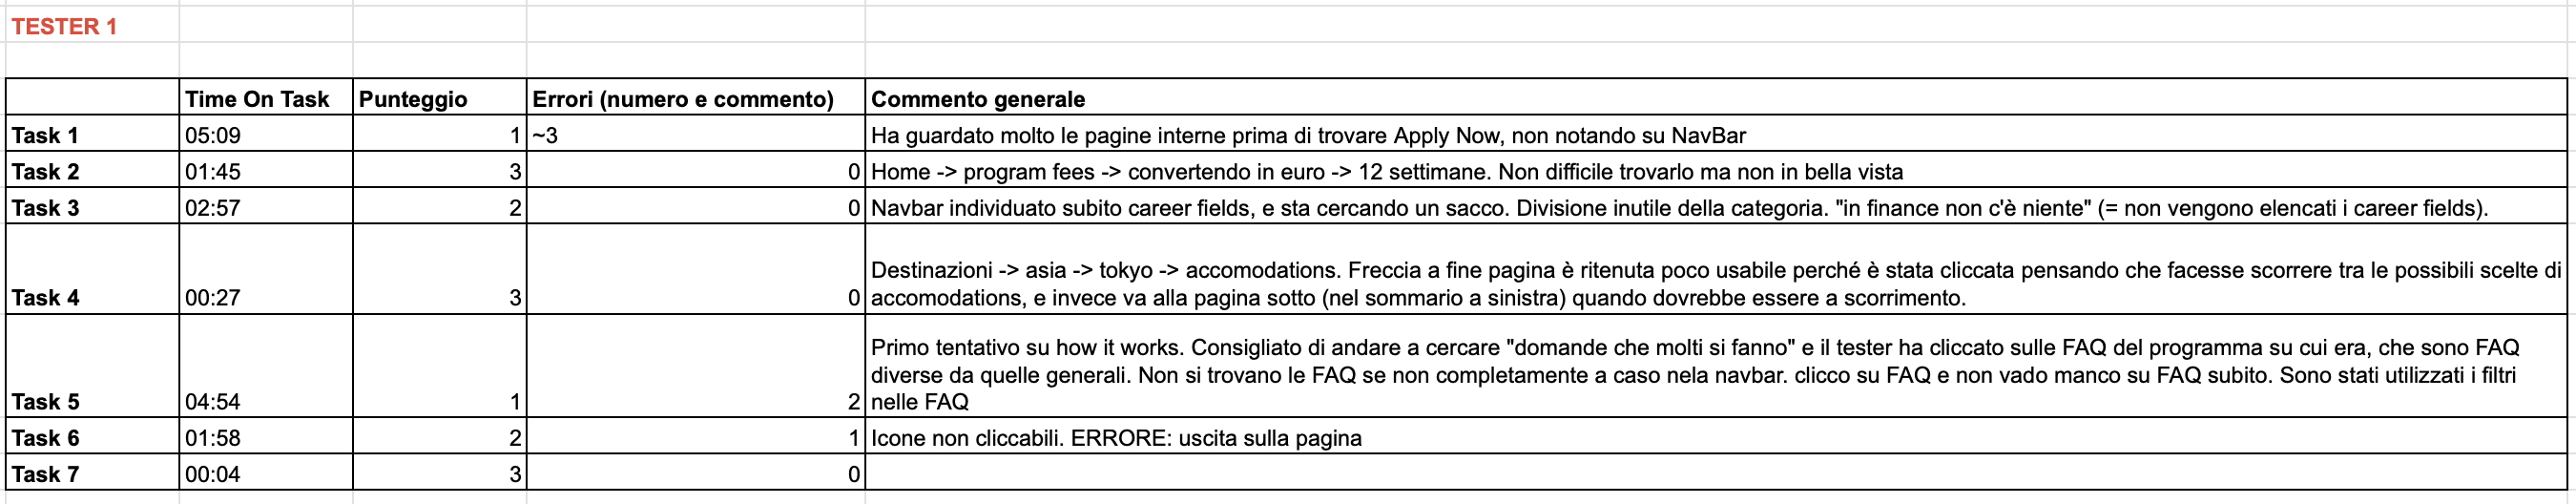 TESTER 1
Time On Task Punteggio Errori (numero e commento) Commento generale
Task 1 05:09 1 ~3 Ha guardato molto le pagine interne prima di trovare Apply Now, non notando su NavBar
Task 2 01:45 3 0 Home -> program fees -> convertendo in euro -> 12 settimane. Non difficile trovarlo ma non in bella vista
Task 3 02:57 2 0 Navbar individuato subito career fields, e sta cercando un sacco. Divisione inutile della categoria. "in finance non c'è niente" (= non vengono elencati i career fields).
Destinazioni -> asia -> tokyo -> accomodations. Freccia a fine pagina è ritenuta poco usabile perché è stata cliccata pensando che facesse scorrere tra le possibili scelte di
Task 4 00:27 3 0 accomodations, e invece va alla pagina sotto (nel sommario a sinistra) quando dovrebbe essere a scorrimento.
Primo tentativo su how it works. Consigliato di andare a cercare "domande che molti si fanno" e il tester ha cliccato sulle FAQ del programma su cui era, che sono FAQ
diverse da quelle generali. Non si trovano le FAQ se non completamente a caso nela navbar. clicco su FAQ e non vado manco su FAQ subito. Sono stati utilizzati i filtri
Task 5 04:54 1 2 nelle FAQ
Task 6 01:58 2 1 Icone non cliccabili. ERRORE: uscita sulla pagina
Task 7 00:04 3 0